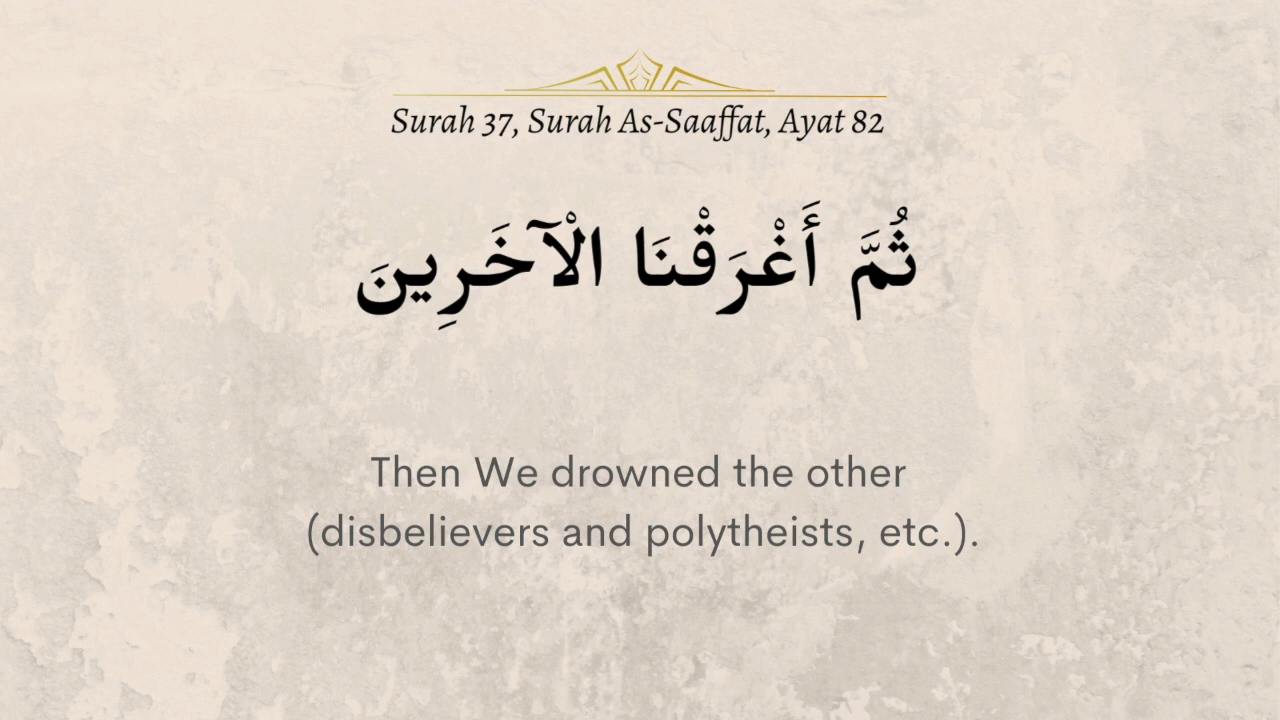 Surah 37, Surah As-Saaffat, Ayat 82
ثُمَّ أَغْرَقْنَا الْآخَرِينَ
Then We drowned the other
(disbelievers and polytheists, etc.).